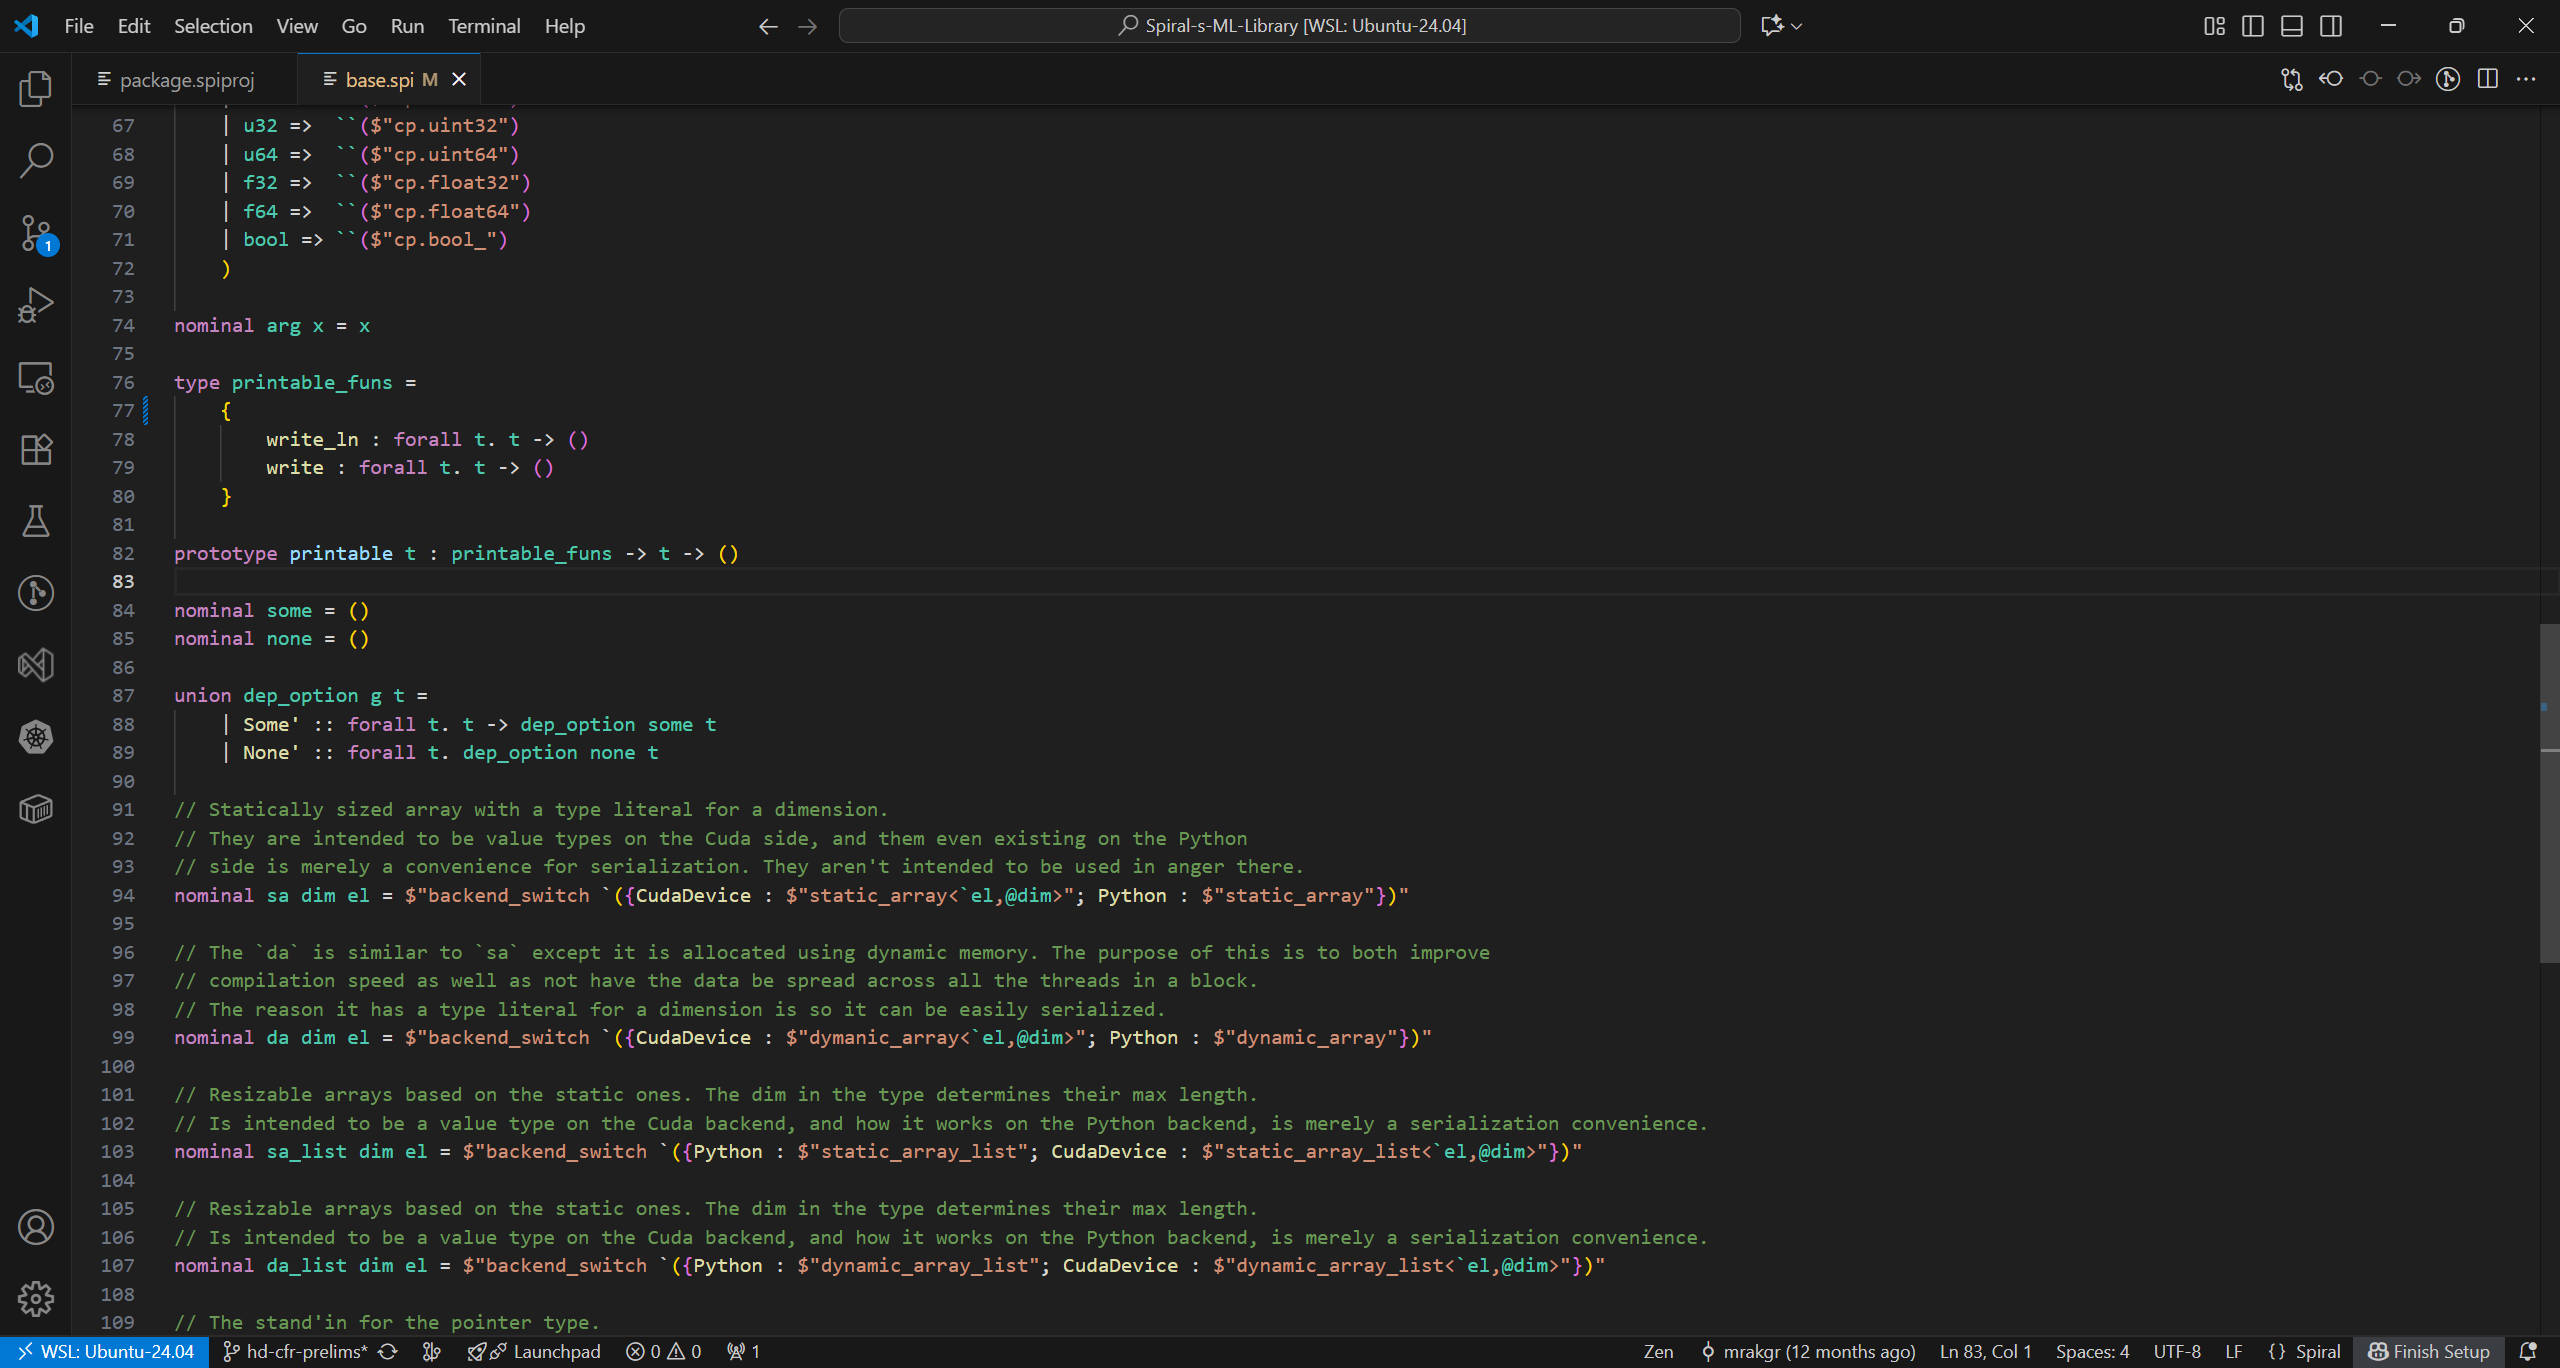 File Edit Selection View Go Run Terminal Help
Spiral-s-ML-Library [WSL: Ubuntu-24.04]
package.spiproj
base.spi M
67 | u32 => ``($"cp.uint32")
68 | u64 => ``($"cp.uint64")
69 | f32 => ``($"cp.float32")
70 | f64 => ``($"cp.float64")
71 | bool => ``($"cp.bool_")
72 )
73
74 nominal arg x = x
75
76 type printable_funs =
77 {
78 write_ln : forall t. t -> ()
79 write : forall t. t -> ()
80 }
81
82 prototype printable t : printable_funs -> t -> ()
83
84 nominal some = ()
85 nominal none = ()
86
87 union dep_option g t =
88 | Some' :: forall t. t -> dep_option some t
89 | None' :: forall t. dep_option none t
90
91 // Statically sized array with a type literal for a dimension.
92 // They are intended to be value types on the Cuda side, and them even existing on the Python
93 // side is merely a convenience for serialization. They aren't intended to be used in anger there.
94 nominal sa dim el = $"backend_switch `({CudaDevice : $"static_array<`el,@dim>"; Python : $"static_array"})"
95
96 // The `da` is similar to `sa` except it is allocated using dynamic memory. The purpose of this is to both improve
97 // compilation speed as well as not have the data be spread across all the threads in a block.
98 // The reason it has a type literal for a dimension is so it can be easily serialized.
99 nominal da dim el = $"backend_switch `({CudaDevice : $"dymanic_array<`el,@dim>"; Python : $"dynamic_array"})"
100
101 // Resizable arrays based on the static ones. The dim in the type determines their max length.
102 // Is intended to be a value type on the Cuda backend, and how it works on the Python backend, is merely a serialization convenience.
103 nominal sa_list dim el = $"backend_switch `({Python : $"static_array_list"; CudaDevice : $"static_array_list<`el,@dim>"})"
104
105 // Resizable arrays based on the static ones. The dim in the type determines their max length.
106 // Is intended to be a value type on the Cuda backend, and how it works on the Python backend, is merely a serialization convenience.
107 nominal da_list dim el = $"backend_switch `({Python : $"dynamic_array_list"; CudaDevice : $"dynamic_array_list<`el,@dim>"})"
108
109 // The stand'in for the pointer type.
1
WSL: Ubuntu-24.04 hd-cfr-prelims* Launchpad 0 0 1 Zen mrakgr (12 months ago) Ln 83, Col 1 Spaces: 4 UTF-8 LF {} Spiral Finish Setup